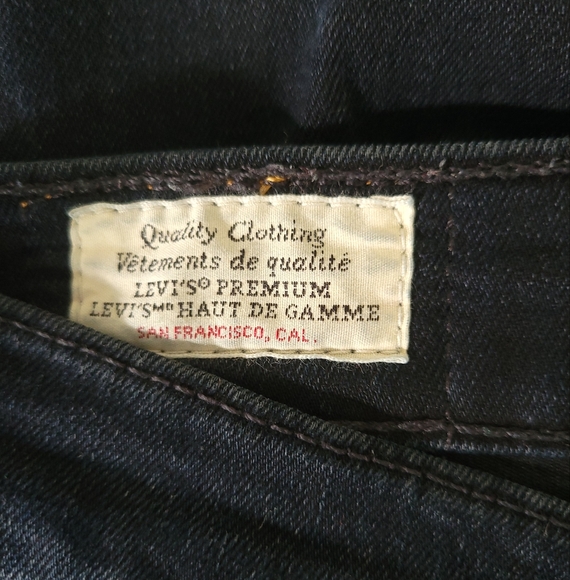 Quality Clothing
Vêtements de qualité
LEVI'S® PREMIUM
LEVI'SMD HAUT DE GAMME
SAN FRANCISCO, CAL.